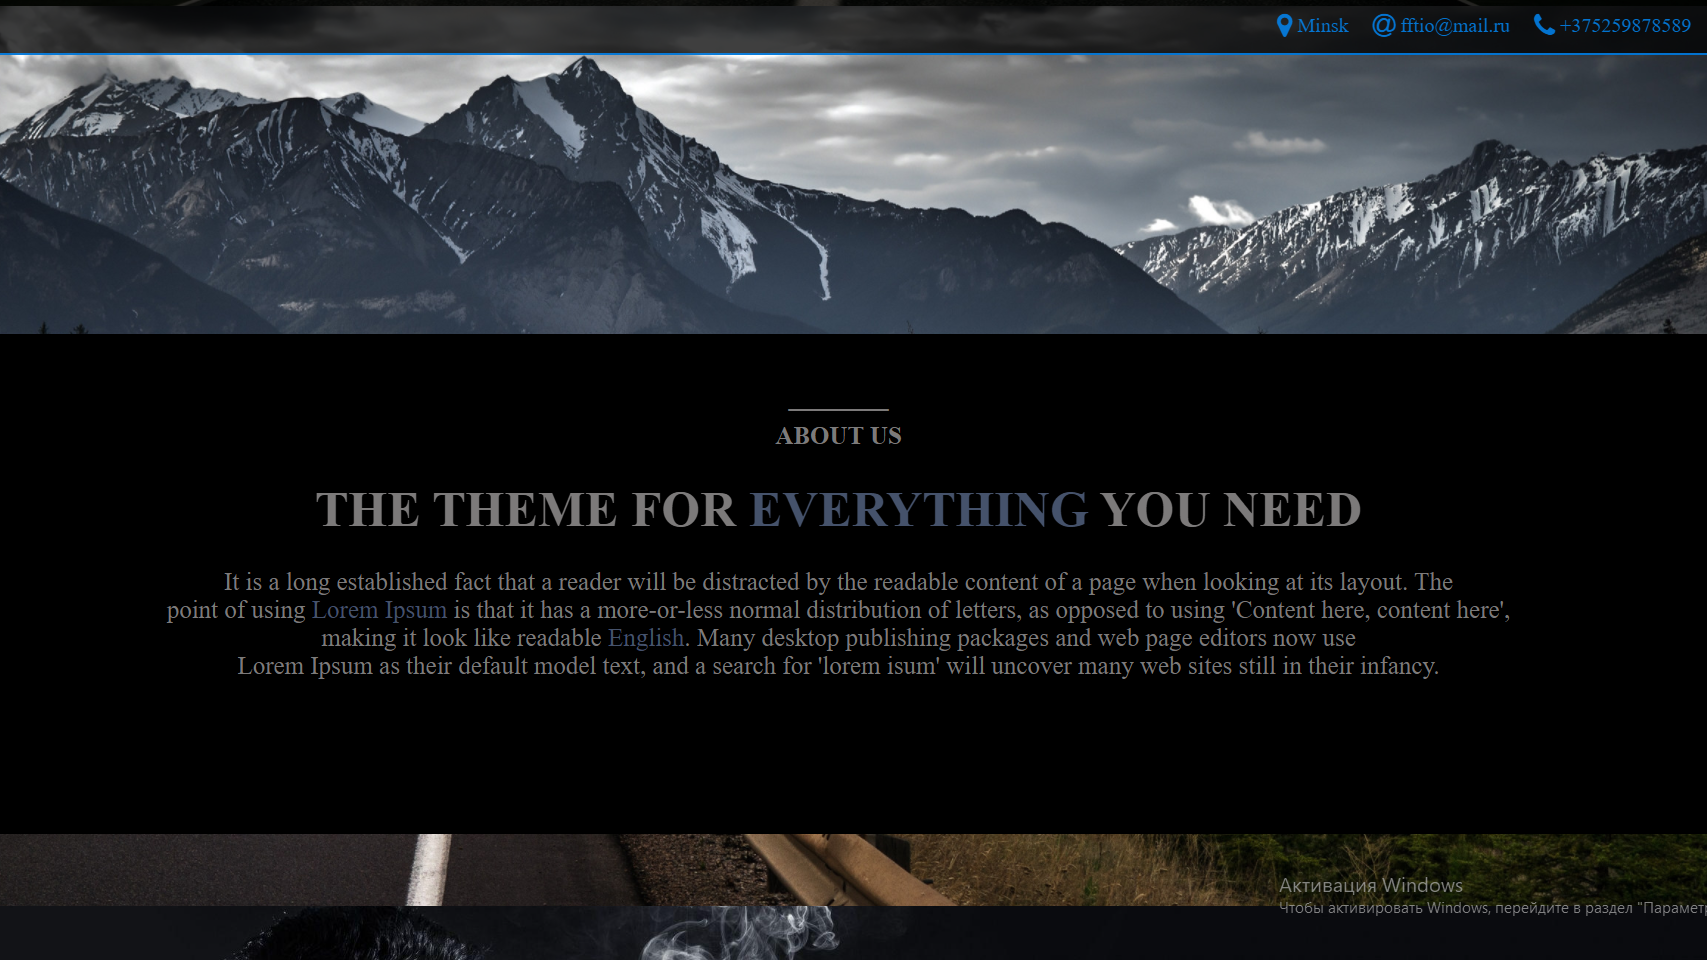 Minsk @ fftio@mail.ru +375259878589
ABOUT US
THE THEME FOR EVERYTHING YOU NEED
It is a long established fact that a reader will be distracted by the readable content of a page when looking at its layout. The
point of using Lorem Ipsum is that it has a more-or-less normal distribution of letters, as opposed to using 'Content here, content here',
making it look like readable English. Many desktop publishing packages and web page editors now use
Lorem Ipsum as their default model text, and a search for 'lorem isum' will uncover many web sites still in their infancy.
Активация Windows
Чтобы активировать Windows, перейдите в раздел "Парамет